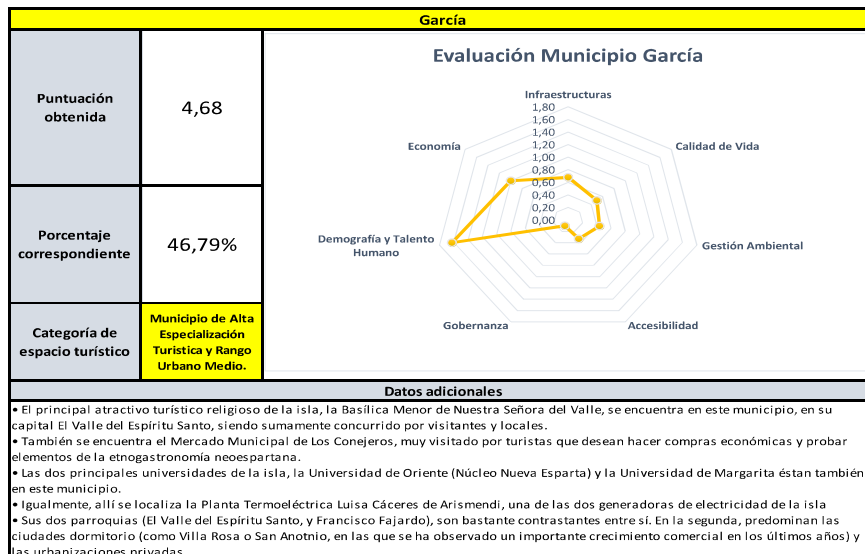 García
Puntuación
obtenida
4,68
Porcentaje
correspondiente
46,79%
Categoría de
espacio turístico
Municipio de Alta
Especialización
Turistica y Rango
Urbano Medio.
Evaluación Municipio García
Infraestructuras
1,80
1,60
1,40
1,20
1,00
0,80
0,60
0,40
0,20
0,00
Calidad de Vida
Gestión Ambiental
Accesibilidad
Gobernanza
Demografía y Talento
Humano
Economía
Datos adicionales
• El principal atractivo turístico religioso de la isla, la Basílica Menor de Nuestra Señora del Valle, se encuentra en este municipio, en su
capital El Valle del Espíritu Santo, siendo sumamente concurrido por visitantes y locales.
• También se encuentra el Mercado Municipal de Los Conejeros, muy visitado por turistas que desean hacer compras económicas y probar
elementos de la etnogastronomía neoespartana.
• Las dos principales universidades de la isla, la Universidad de Oriente (Núcleo Nueva Esparta) y la Universidad de Margarita éstan también
en este municipio.
• Igualmente, allí se localiza la Planta Termoeléctrica Luisa Cáceres de Arismendi, una de las dos generadoras de electricidad de la isla
• Sus dos parroquias (El Valle del Espíritu Santo, y Francisco Fajardo), son bastante contrastantes entre sí. En la segunda, predominan las
ciudades dormitorio (como Villa Rosa o San Anotnio, en las que se ha observado un importante crecimiento comercial en los últimos años) y
las urbanizaciones privadas